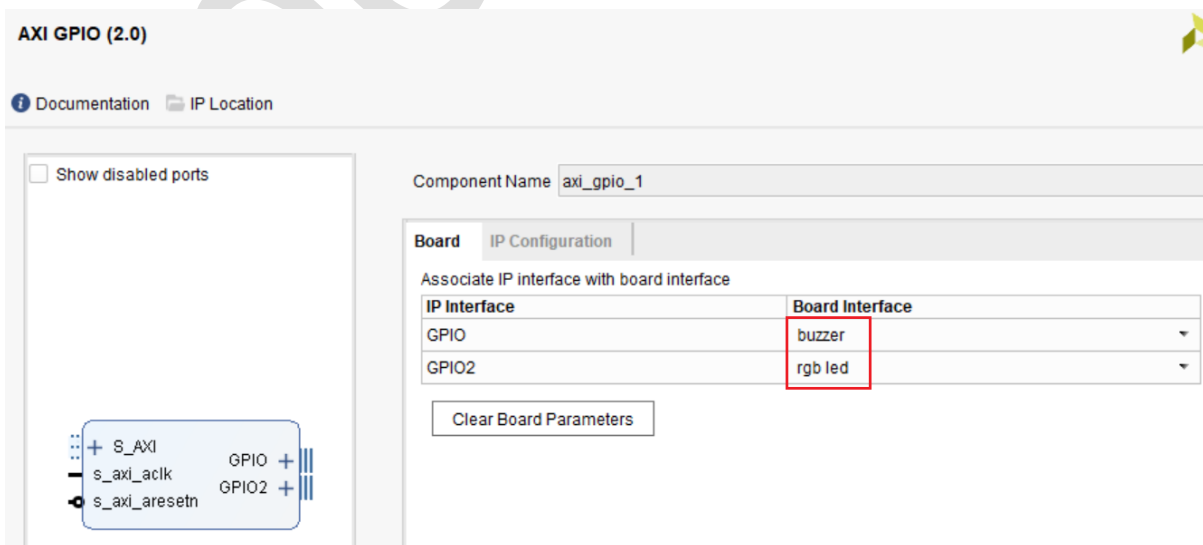 AXI GPIO (2.0)
Documentation IP Location
Show disabled ports
S_AXI
s_axi_aclk
s_axi_aresetn
GPIO
GPIO2
Component Name axi_gpio_1
Board IP Configuration
Associate IP interface with board interface
IP Interface Board Interface
GPIO buzzer
GPIO2 rgb led
Clear Board Parameters